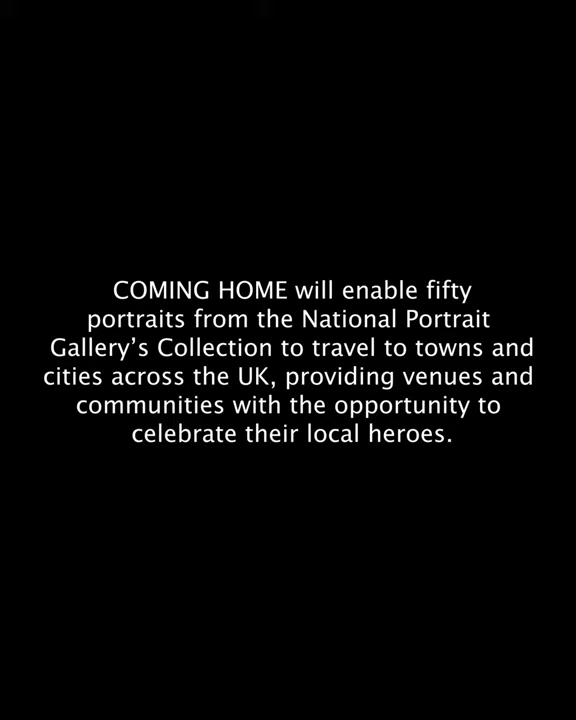 COMING HOME will enable fifty
portraits from the National Portrait
Gallery’s Collection to travel to towns and
cities across the UK, providing venues and
communities with the opportunity to
celebrate their local heroes.